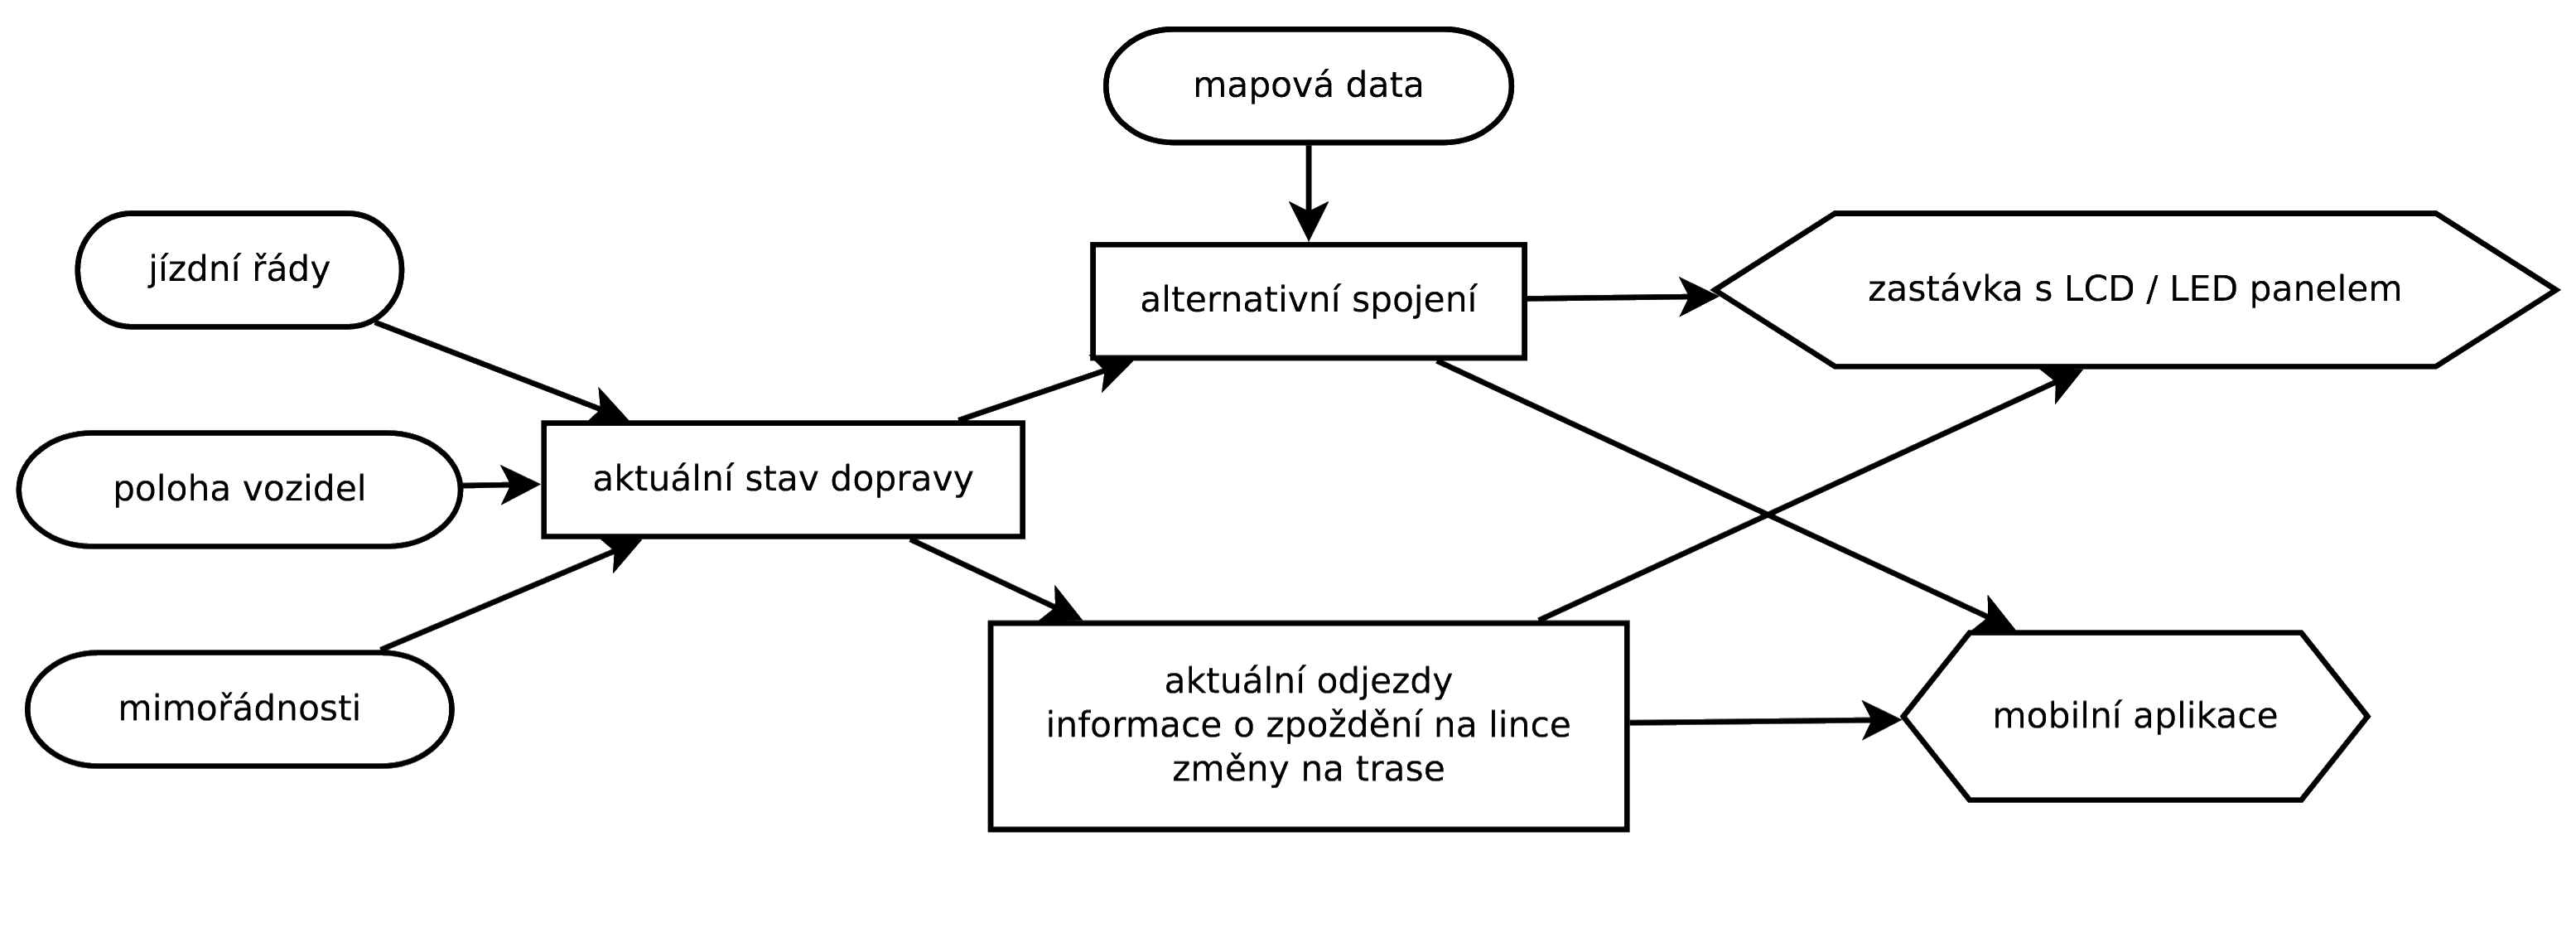 mapová data
jízdní řády
alternativní spojení
zastávka s LCD / LED panelem
poloha vozidel
aktuální stav dopravy
mimořádnosti
aktuální odjezdy
informace o zpoždění na lince
změny na trase
mobilní aplikace